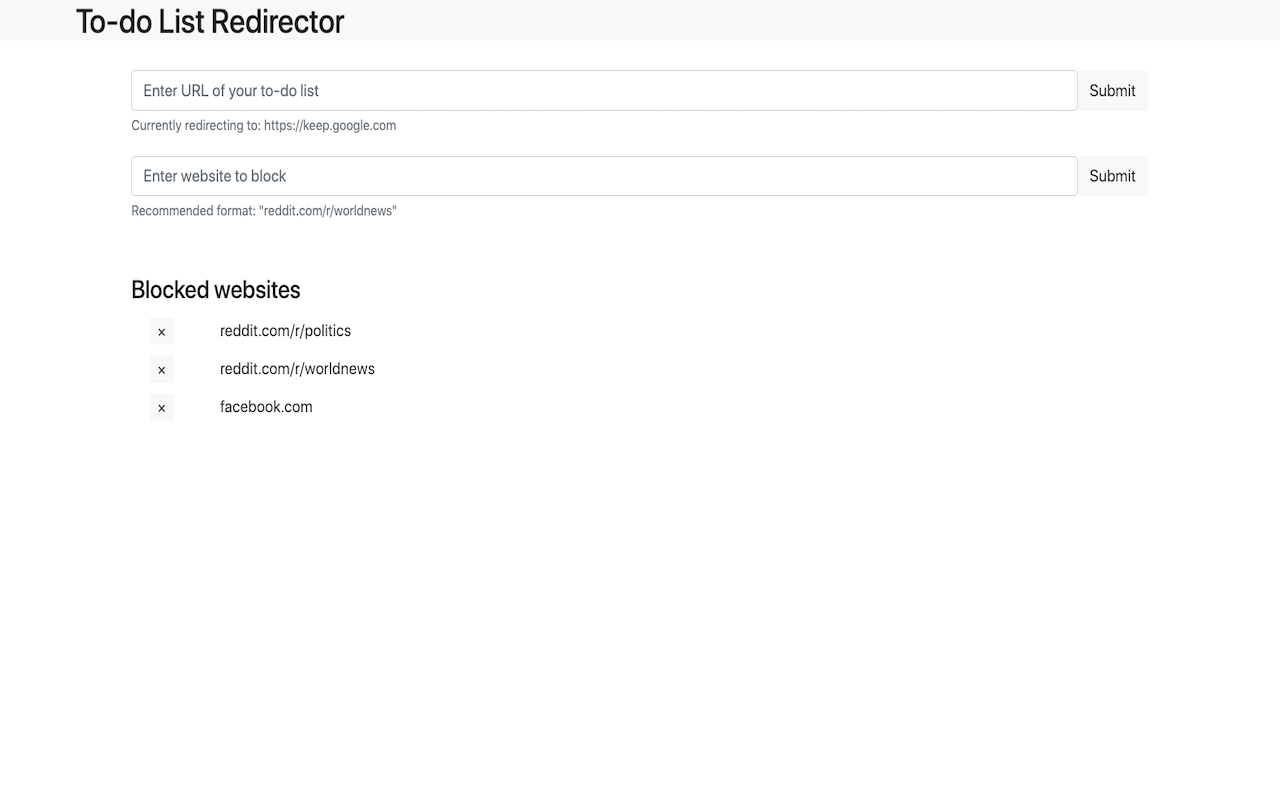 To-do List Redirector
Enter URL of your to-do list
Submit
Currently redirecting to: https://keep.google.com
Enter website to block
Submit
Recommended format: "reddit.com/r/worldnews"
Blocked websites
× reddit.com/r/politics
× reddit.com/r/worldnews
× facebook.com